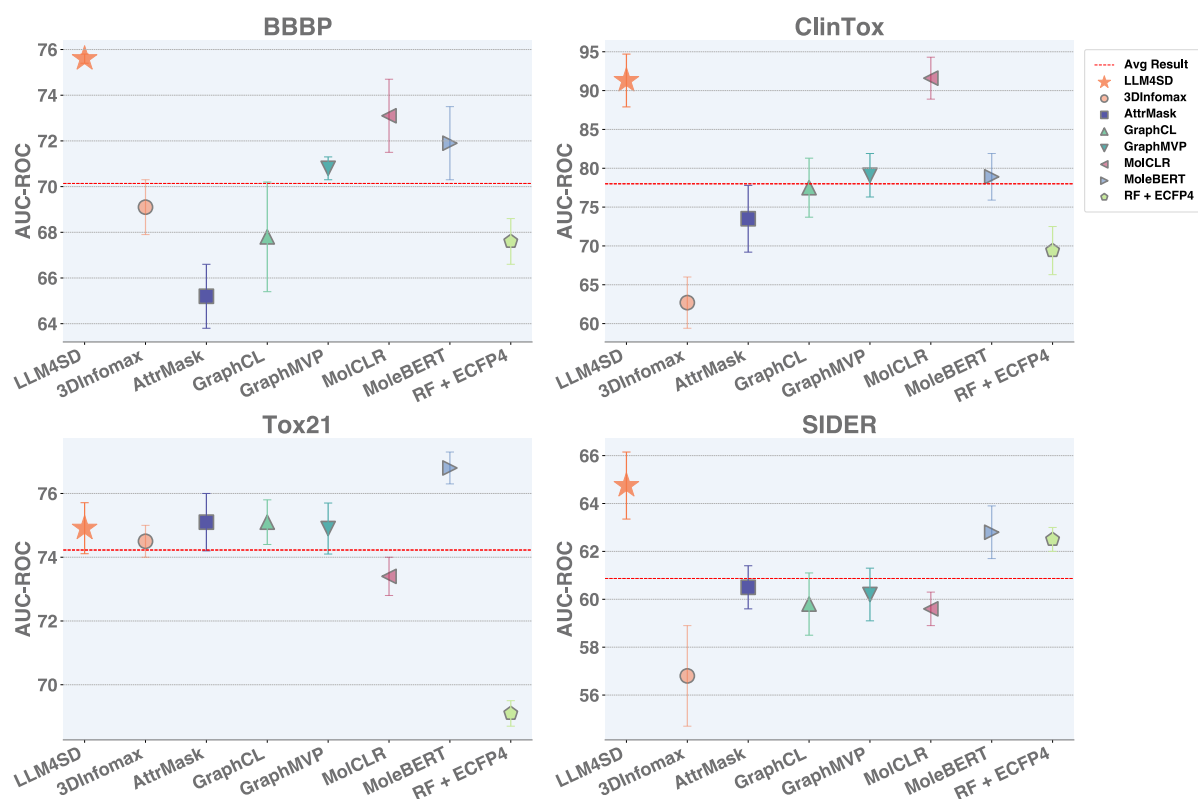 BBBP
AUC-ROC
76
74
72
70
68
66
64
LLM4SD
3DInfomax
AttrMask
GraphCL
GraphMVP
MolCLR
MoleBERT
RF + ECFP4
ClinTox
AUC-ROC
95
90
85
80
75
70
65
60
LLM4SD
3DInfomax
AttrMask
GraphCL
GraphMVP
MolCLR
MoleBERT
RF + ECFP4
Avg Result
LLM4SD
3DInfomax
AttrMask
GraphCL
GraphMVP
MolCLR
MoleBERT
RF + ECFP4
Tox21
AUC-ROC
76
74
72
70
LLM4SD
3DInfomax
AttrMask
GraphCL
GraphMVP
MolCLR
MoleBERT
RF + ECFP4
SIDER
AUC-ROC
66
64
62
60
58
56
LLM4SD
3DInfomax
AttrMask
GraphCL
GraphMVP
MolCLR
MoleBERT
RF + ECFP4